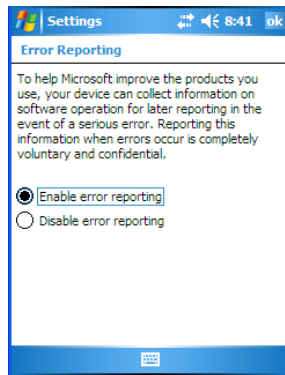 Settings 8:41 ok
Error Reporting
To help Microsoft improve the products you
use, your device can collect information on
software operation for later reporting in the
event of a serious error. Reporting this
information when errors occur is completely
voluntary and confidential.
Enable error reporting
Disable error reporting